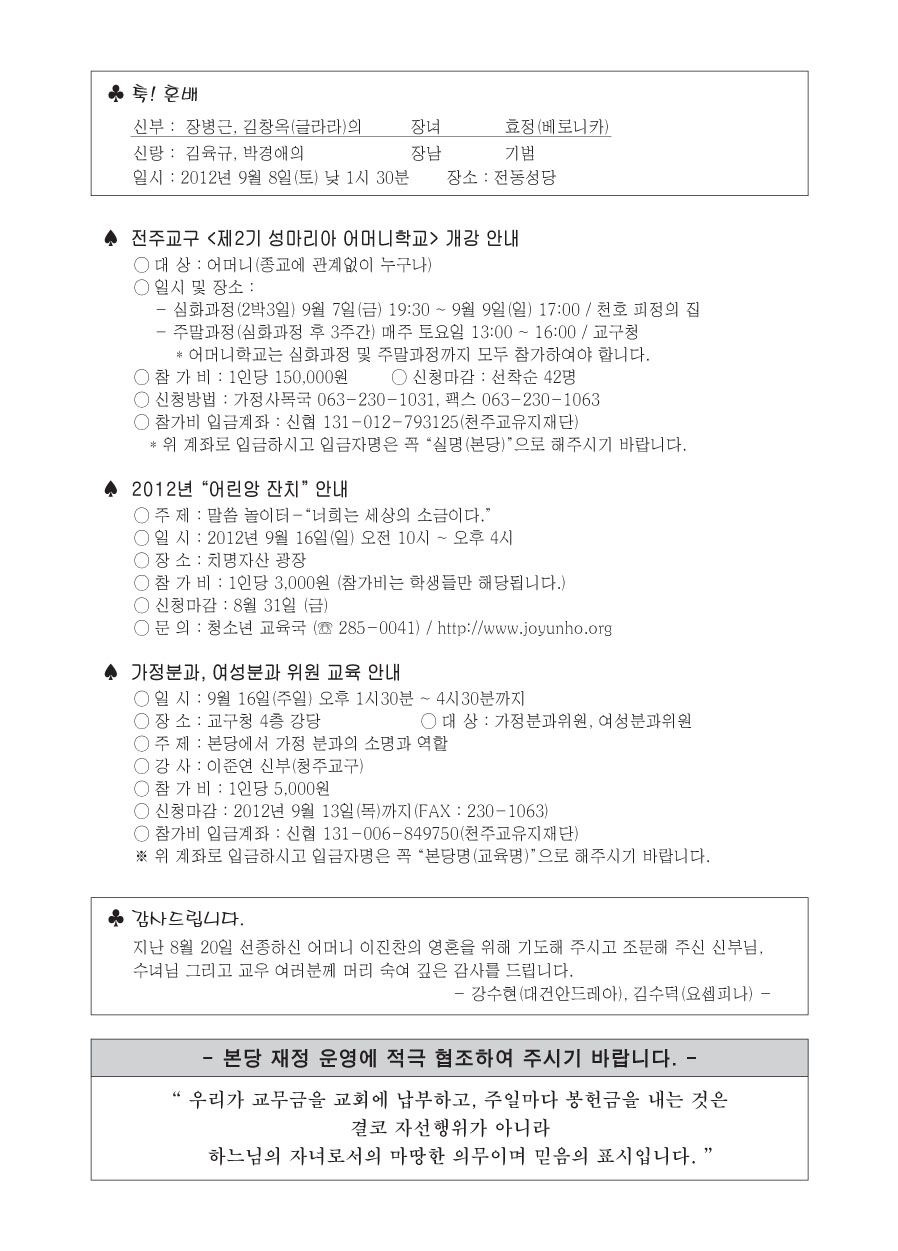 ♣ 툭! 혼배
신부 : 장병근, 김창옥(글라라)의 장녀 효정(베로니카)
신랑 : 김육규, 박경애의 장남 기범
일시 : 2012년 9월 8일(토) 낮 1시 30분 장소 : 전동성당
♠ 전주교구 <제2기 성마리아 어머니학교> 개강 안내
○ 대 상 : 어머니(종교에 관계없이 누구나)
○ 일시 및 장소 :
- 심화과정(2박3일) 9월 7일(금) 19:30 ~ 9월 9일(일) 17:00 / 천호 피정의 집
- 주말과정(심화과정 후 3주간) 매주 토요일 13:00 ~ 16:00 / 교구청
* 어머니학교는 심화과정 및 주말과정까지 모두 참가하여야 합니다.
○ 참 가 비 : 1인당 150,000원 ○ 신청마감 : 선착순 42명
○ 신청방법 : 가정사목국 063-230-1031, 팩스 063-230-1063
○ 참가비 입금계좌 : 신협 131-012-793125(천주교유지재단)
* 위 계좌로 입금하시고 입금자명은 꼭 “실명(본당)”으로 해주시기 바랍니다.
♠ 2012년 “어린양 잔치” 안내
○ 주 제 : 말씀 놀이터-“너희는 세상의 소금이다.”
○ 일 시 : 2012년 9월 16일(일) 오전 10시 ~ 오후 4시
○ 장 소 : 치명자산 광장
○ 참 가 비 : 1인당 3,000원 (참가비는 학생들만 해당됩니다.)
○ 신청마감 : 8월 31일 (금)
○ 문 의 : 청소년 교육국 (☏ 285-0041) / http://www.joyunho.org
♠ 가정분과, 여성분과 위원 교육 안내
○ 일 시 : 9월 16일(주일) 오후 1시30분 ~ 4시30분까지
○ 장 소 : 교구청 4층 강당 ○ 대 상 : 가정분과위원, 여성분과위원
○ 주 제 : 본당에서 가정 분과의 소명과 역합
○ 강 사 : 이준연 신부(청주교구)
○ 참 가 비 : 1인당 5,000원
○ 신청마감 : 2012년 9월 13일(목)까지(FAX : 230-1063)
○ 참가비 입금계좌 : 신협 131-006-849750(천주교유지재단)
※ 위 계좌로 입금하시고 입금자명은 꼭 “본당명(교육명)”으로 해주시기 바랍니다.
♣ 감사드립니다.
지난 8월 20일 선종하신 어머니 이진찬의 영혼을 위해 기도해 주시고 조문해 주신 신부님,
수녀님 그리고 교우 여러분께 머리 숙여 깊은 감사를 드립니다.
- 강수현(대건안드레아), 김수덕(요셉피나) -
- 본당 재정 운영에 적극 협조하여 주시기 바랍니다. -
“ 우리가 교무금을 교회에 납부하고, 주일마다 봉헌금을 내는 것은
결코 자선행위가 아니라
하느님의 자녀로서의 마땅한 의무이며 믿음의 표시입니다. ”